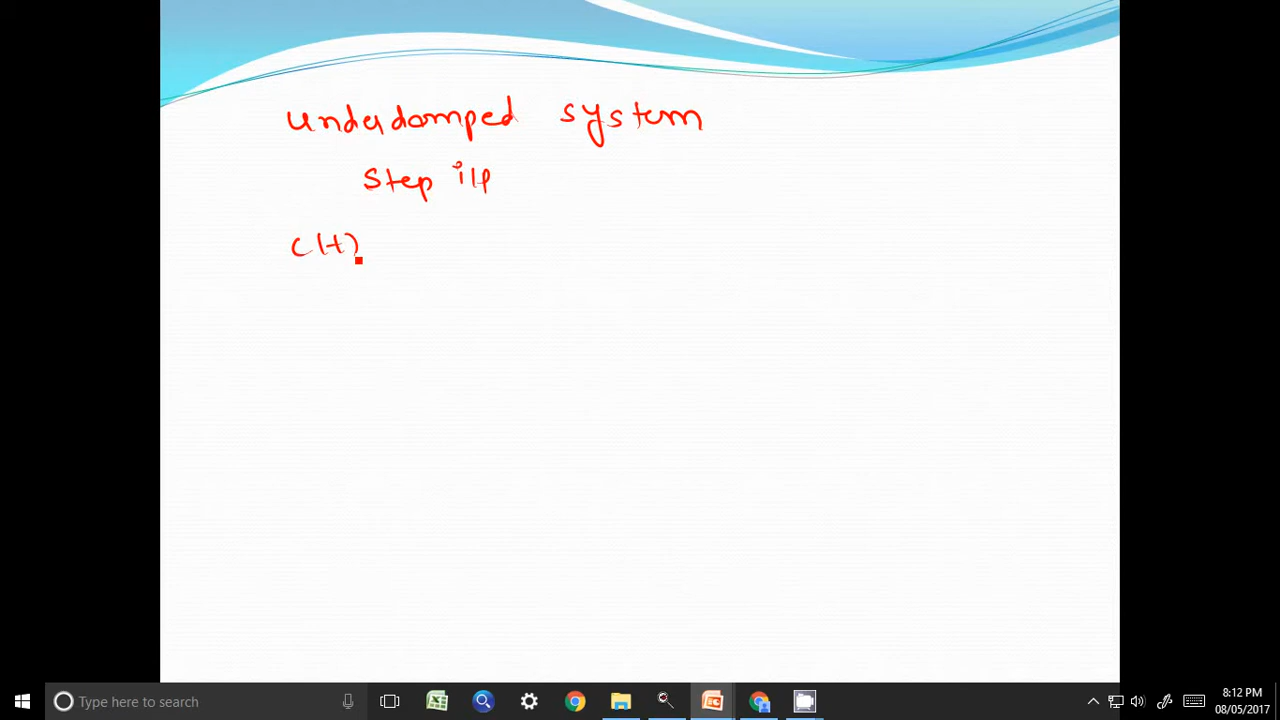 Underdamped system
Step i/p
c(t)
Type here to search
8:12 PM
08/05/2017